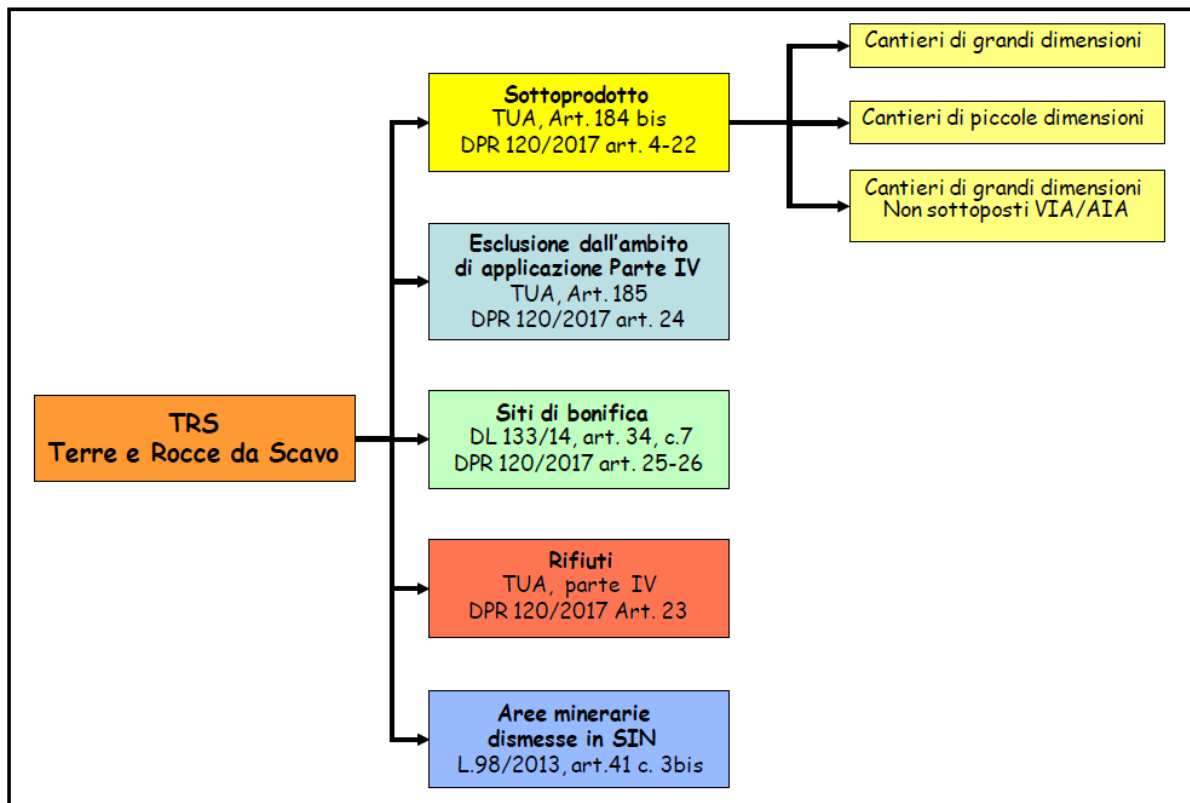 Cantieri di grandi dimensioni
Sottoprodotto
TUA, Art. 184 bis
DPR 120/2017 art. 4-22
Cantieri di piccole dimensioni
Cantieri di grandi dimensioni
Non sottoposti VIA/AIA
Esclusione dall'ambito
di applicazione Parte IV
TUA, Art. 185
DPR 120/2017 art. 24
TRS
Terre e Rocce da Scavo
Siti di bonifica
DL 133/14, art. 34, c.7
DPR 120/2017 art. 25-26
Rifiuti
TUA, parte IV
DPR 120/2017 Art. 23
Aree minerarie
dismesse in SIN
L.98/2013, art.41 c. 3bis